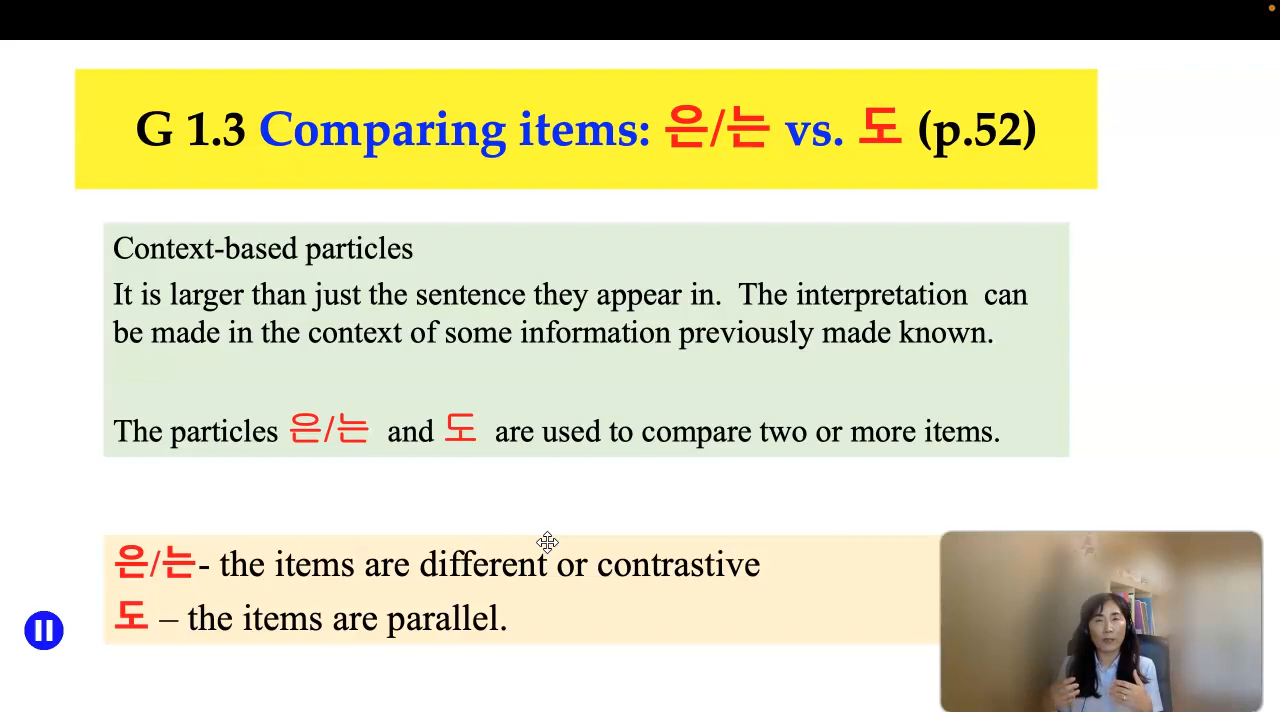 G 1.3 Comparing items: 은/는 vs. 도 (p.52)
Context-based particles
It is larger than just the sentence they appear in. The interpretation can
be made in the context of some information previously made known.
The particles 은/는 and 도 are used to compare two or more items.
은/는- the items are different or contrastive
도 – the items are parallel.